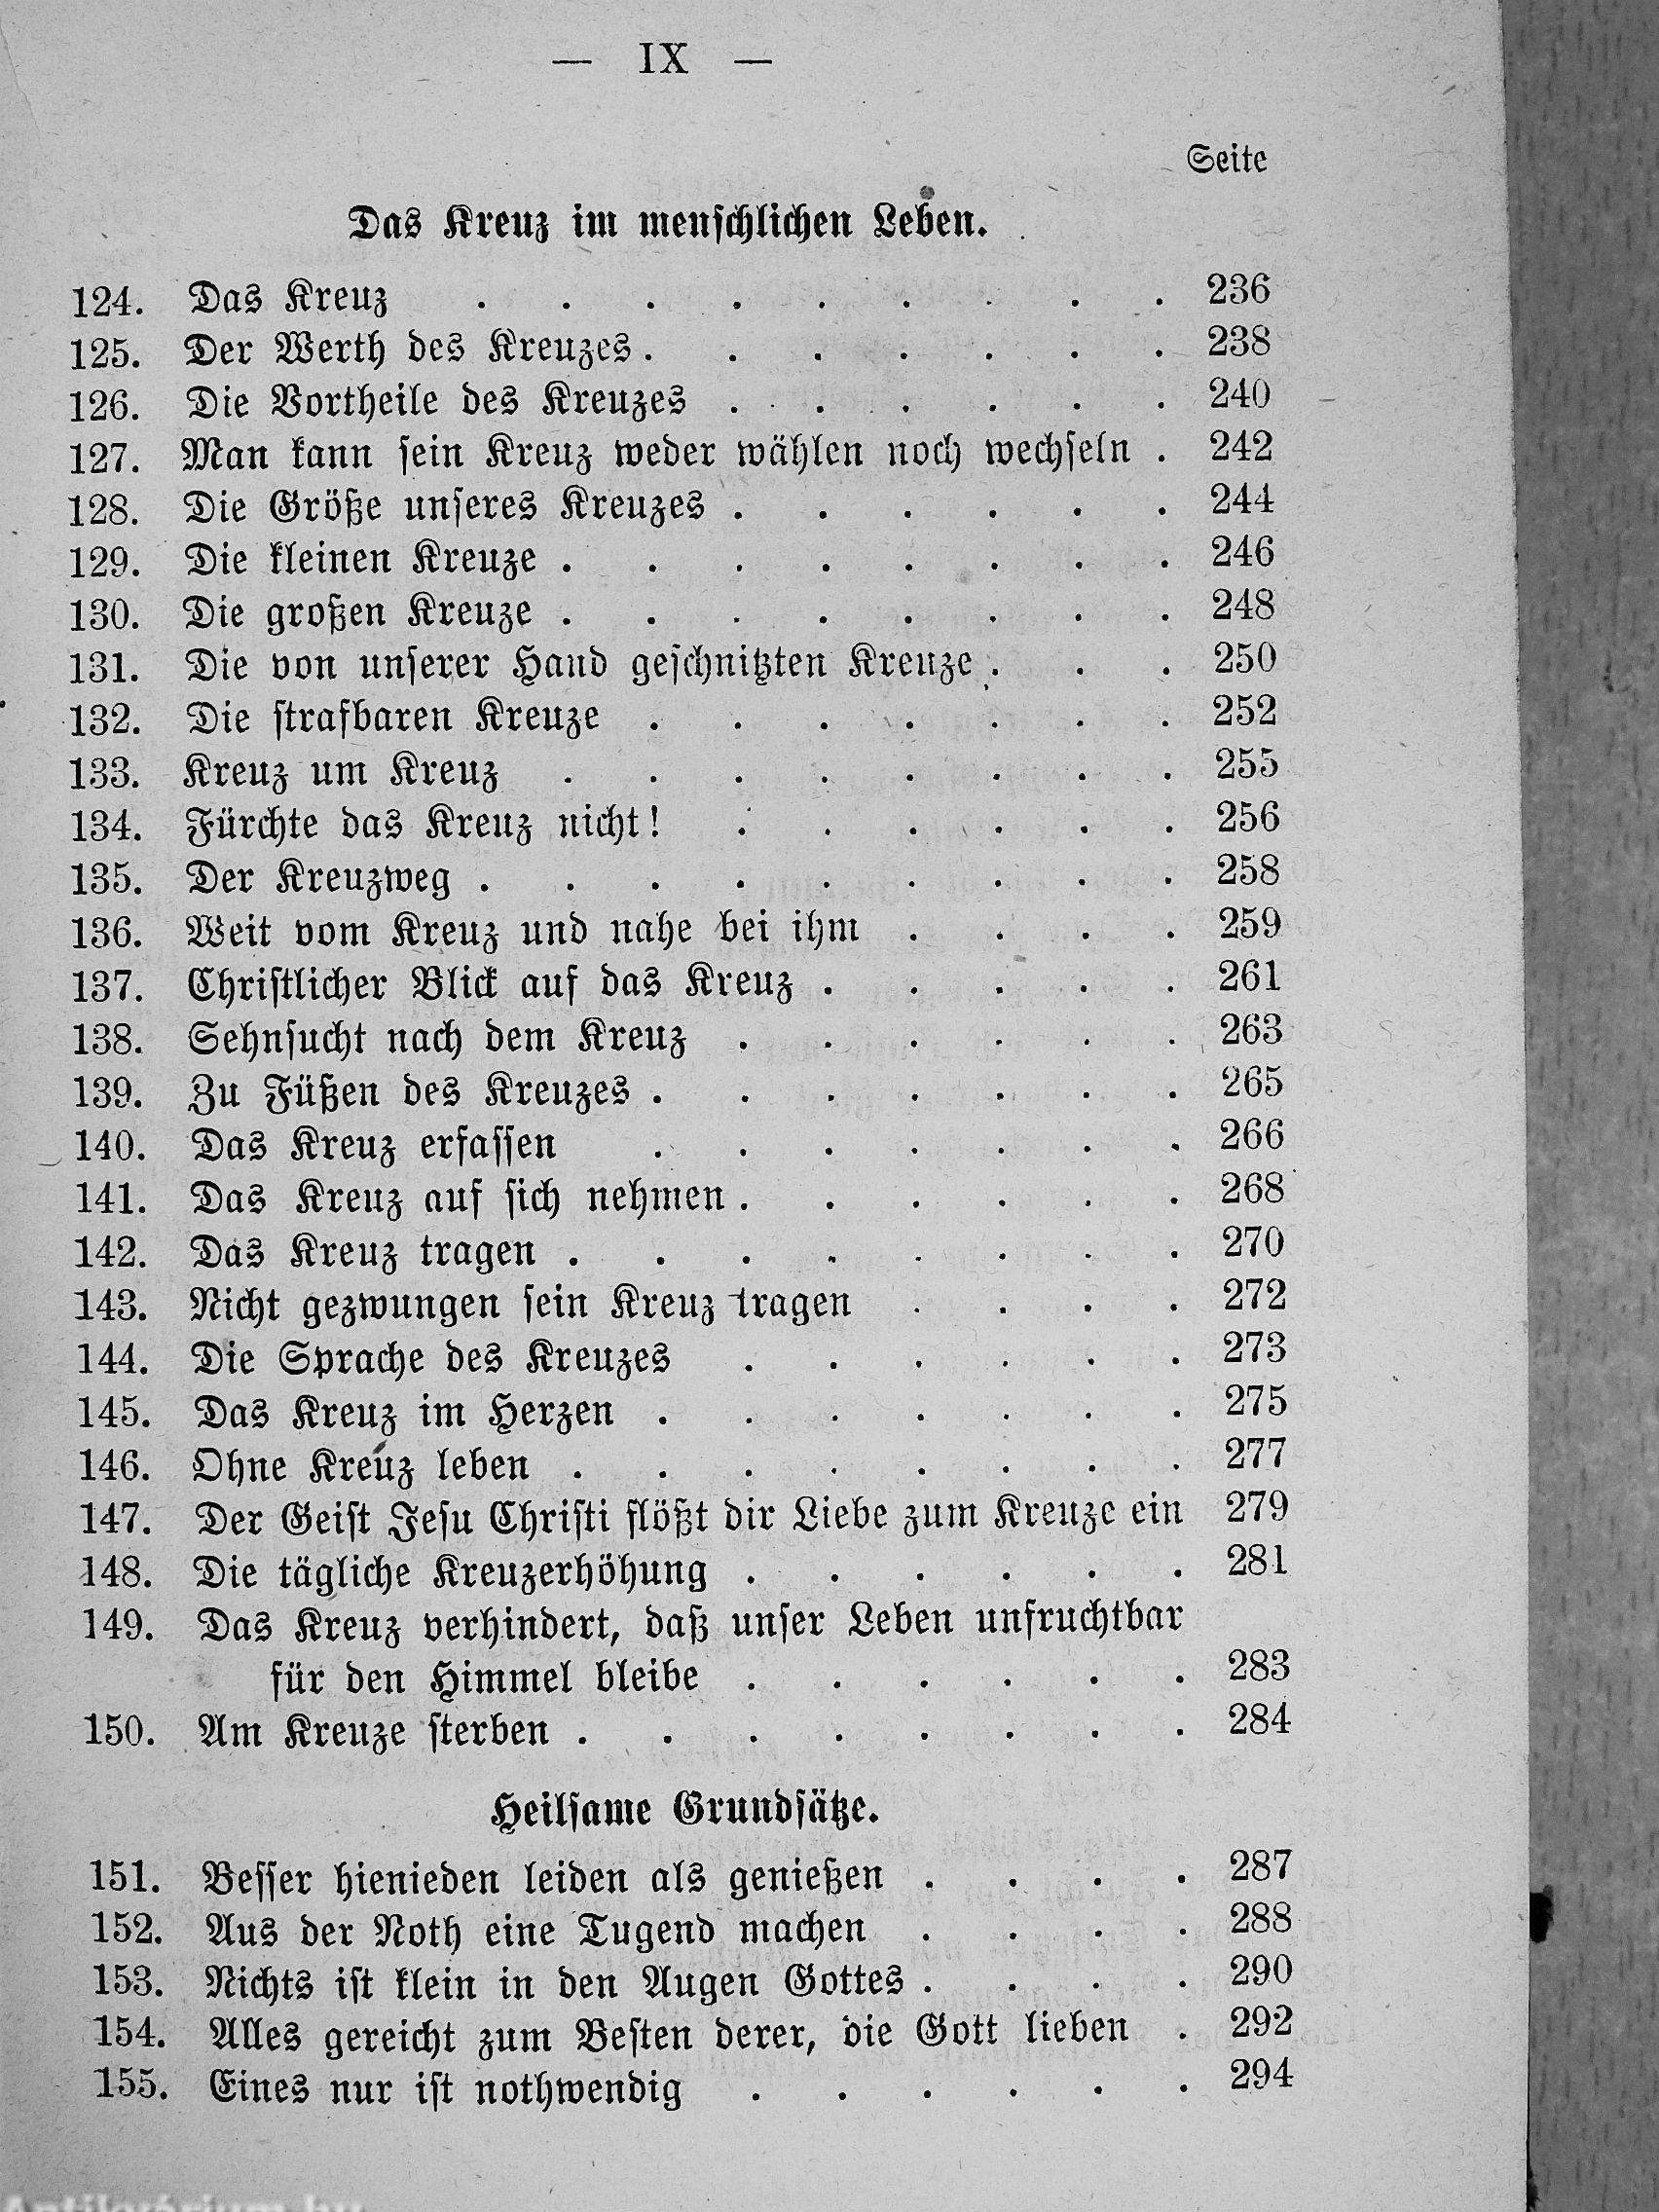 — IX —
Seite
Das Kreuz im menschlichen Leben.
124. Das Kreuz . . . . . . . . . 236
125. Der Werth des Kreuzes . . . . . . . 238
126. Die Vortheile des Kreuzes . . . . . . 240
127. Man kann sein Kreuz weder wählen noch wechseln . 242
128. Die Größe unseres Kreuzes . . . . . . 244
129. Die kleinen Kreuze . . . . . . . . 246
130. Die großen Kreuze . . . . . . . . 248
131. Die von unserer Hand geschnitzten Kreuze . . . 250
132. Die strafbaren Kreuze . . . . . . . 252
133. Kreuz um Kreuz . . . . . . . . 255
134. Fürchte das Kreuz nicht! . . . . . . 256
135. Der Kreuzweg . . . . . . . . . 258
136. Weit vom Kreuz und nahe bei ihm . . . . 259
137. Christlicher Blick auf das Kreuz . . . . . 261
138. Sehnsucht nach dem Kreuz . . . . . . 263
139. Zu Füßen des Kreuzes . . . . . . . 265
140. Das Kreuz erfassen . . . . . . . 266
141. Das Kreuz auf sich nehmen . . . . . . 268
142. Das Kreuz tragen . . . . . . . . 270
143. Nicht gezwungen sein Kreuz tragen . . . . 272
144. Die Sprache des Kreuzes . . . . . . 273
145. Das Kreuz im Herzen . . . . . . . 275
146. Ohne Kreuz leben . . . . . . . . 277
147. Der Geist Jesu Christi flößt dir Liebe zum Kreuze ein 279
148. Die tägliche Kreuzerhöhung . . . . . . 281
149. Das Kreuz verhindert, daß unser Leben unfruchtbar
für den Himmel bleibe . . . . . . 283
150. Am Kreuze sterben . . . . . . . . 284
Heilsame Grundsätze.
151. Besser hienieden leiden als genießen . . . . 287
152. Aus der Noth eine Tugend machen . . . . 288
153. Nichts ist klein in den Augen Gottes . . . . 290
154. Alles gereicht zum Besten derer, die Gott lieben . 292
155. Eines nur ist nothwendig . . . . . . 294